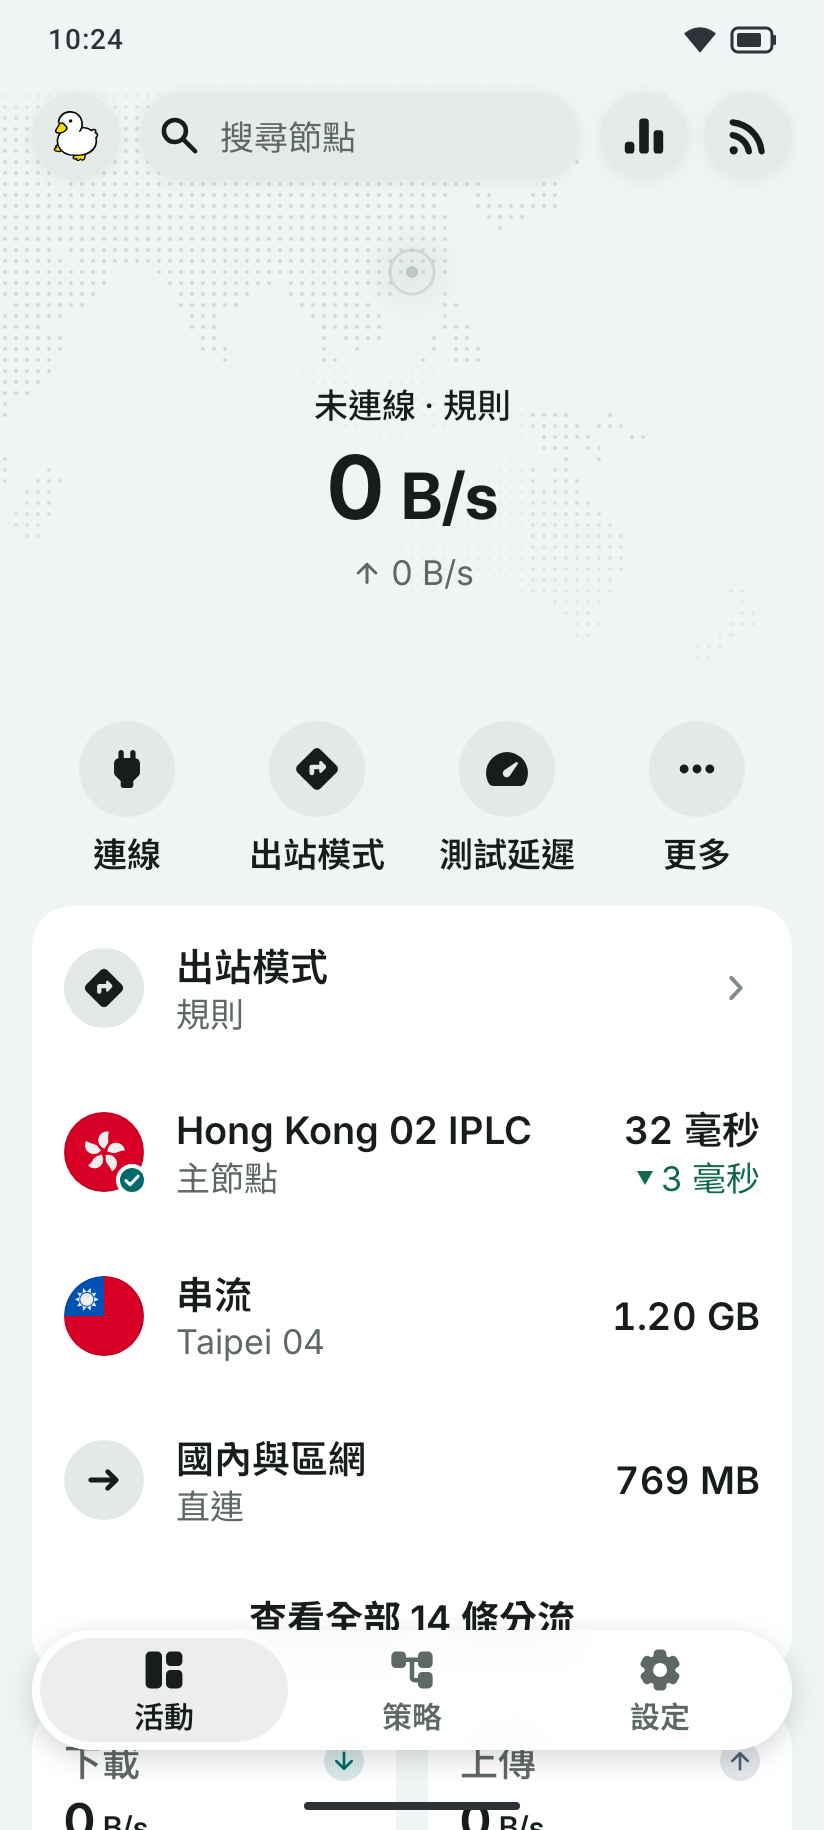 10:24
搜尋節點
未連線 · 規則
0 B/s
↑ 0 B/s
連線
出站模式
測試延遲
更多
出站模式
規則
Hong Kong 02 IPLC
32 毫秒
主節點
▼3 毫秒
串流
1.20 GB
Taipei 04
國內與區網
769 MB
直連
查看全部 14 條分流
活動
策略
設定
下載
上傳
0 B/s
0 B/s